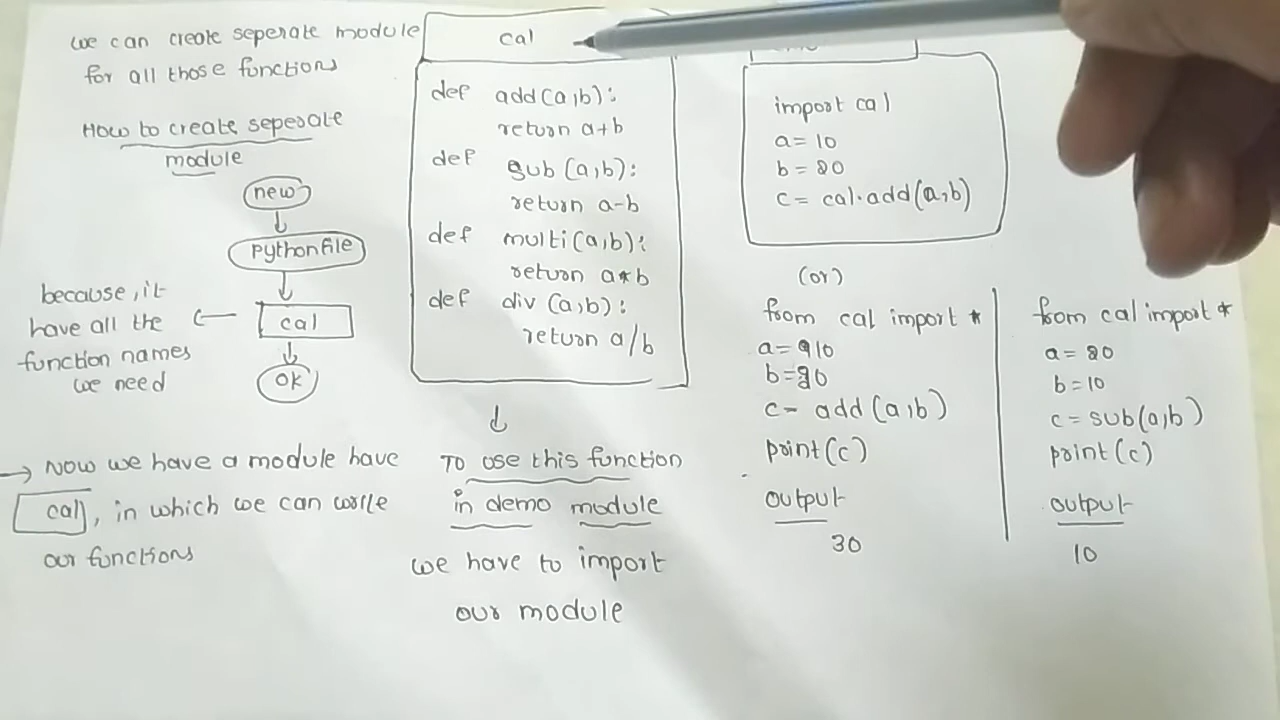 we can create seperate module
for all those functions
How to create seperate
module
new
Python file
cal
ok
because, it
have all the
function names
we need
→ Now we have a module have
cal, in which we can write
our functions
cal
def add(a,b):
return a+b
def sub(a,b):
return a-b
def multi(a,b):
return a*b
def div(a,b):
return a/b
To use this function
in demo module
we have to import
our module
import cal
a=10
b=20
c= cal.add(a,b)
(or)
from cal import *
a=10
b=20
c= add(a,b)
print(c)
output
30
from cal import *
a=20
b=10
c=sub(a,b)
print(c)
output
10